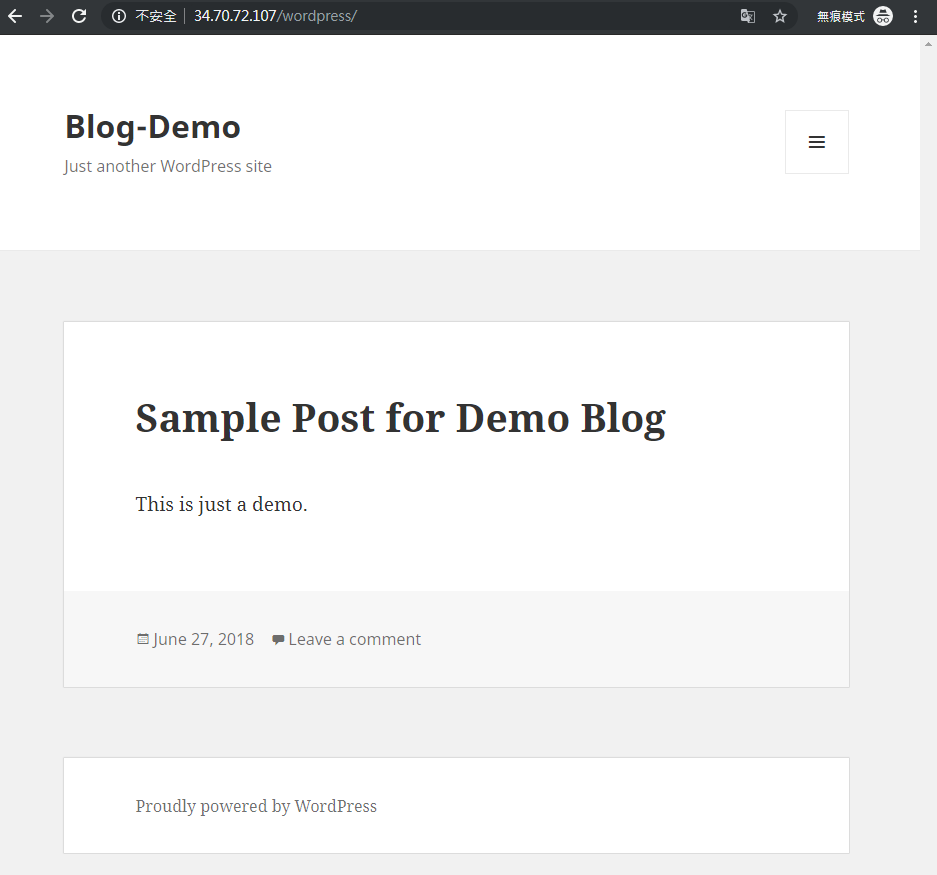 不安全 34.70.72.107/wordpress/ 無痕模式
Blog-Demo
Just another WordPress site
Sample Post for Demo Blog
This is just a demo.
June 27, 2018 Leave a comment
Proudly powered by WordPress